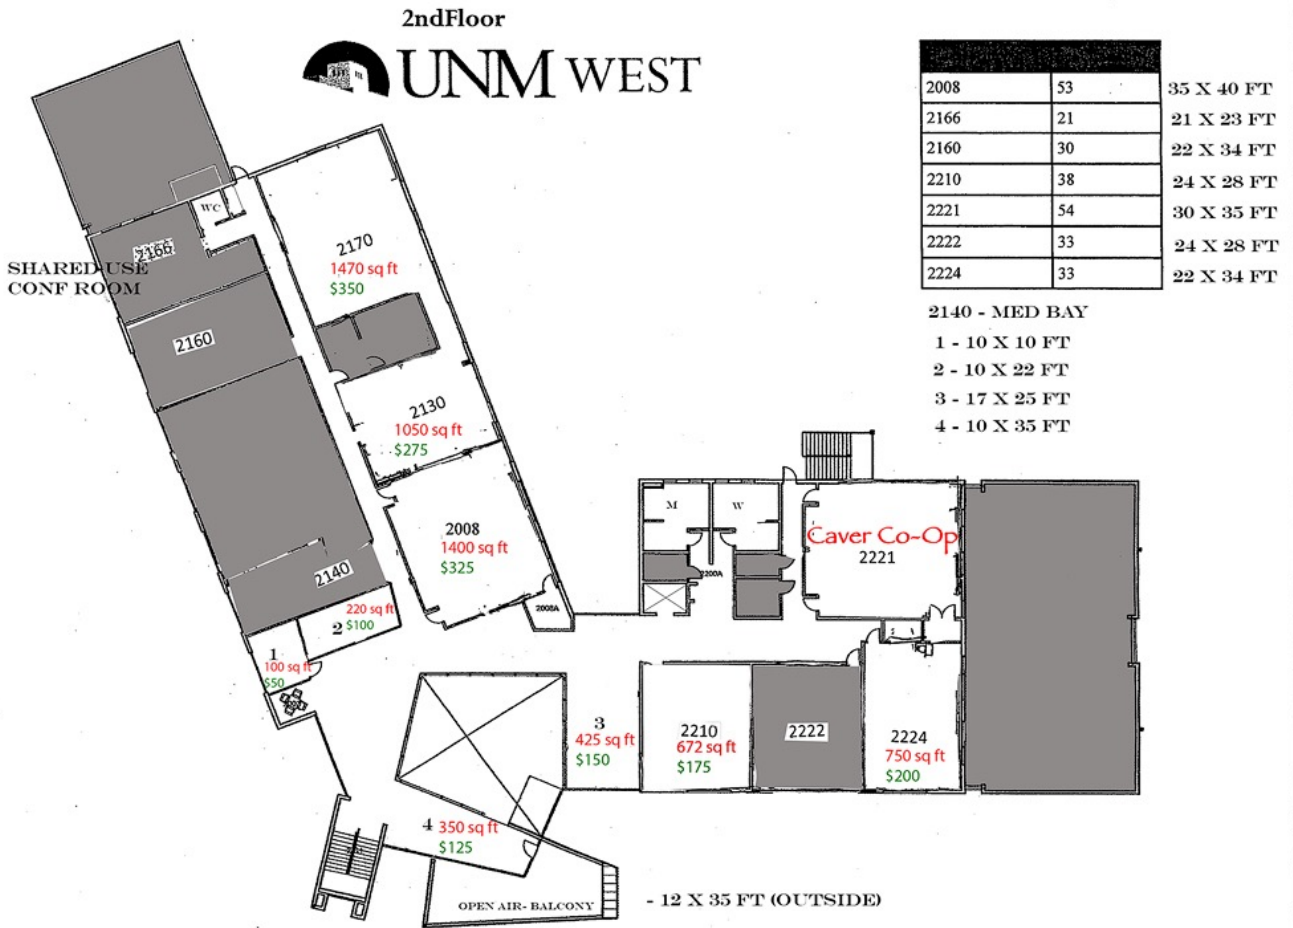 2ndFloor
UNM WEST
2008 53 35 X 40 FT
2166 21 21 X 23 FT
2160 30 22 X 34 FT
2210 38 24 X 28 FT
2221 54 30 X 35 FT
2222 33 24 X 28 FT
2224 33 22 X 34 FT
2140 - MED BAY
1 - 10 X 10 FT
2 - 10 X 22 FT
3 - 17 X 25 FT
4 - 10 X 35 FT
WC
2166
SHARED USE
CONF ROOM
2170
1470 sq ft
$350
2160
2130
1050 sq ft
$275
2008
1400 sq ft
$325
2140
2008A
2
220 sq ft
$100
1
100 sq ft
$50
M
W
2200A
Caver Co-Op
2221
3
425 sq ft
$150
2210
672 sq ft
$175
2222
2224
750 sq ft
$200
4 350 sq ft
$125
OPEN AIR- BALCONY
- 12 X 35 FT (OUTSIDE)